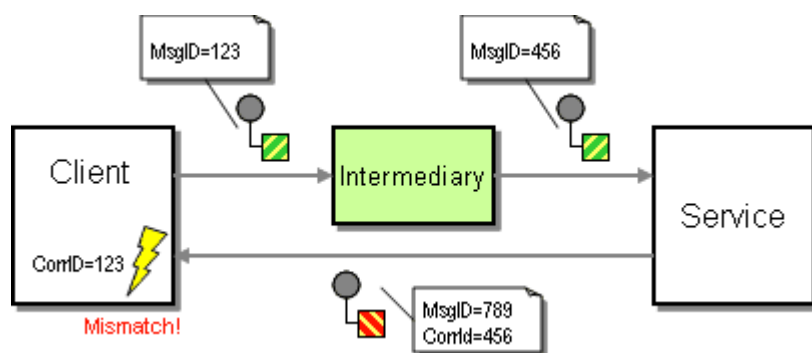 MsgID=123
MsgID=456
Client
Intermediary
Service
CorrID=123
Mismatch!
MsgID=789
CorrId=456